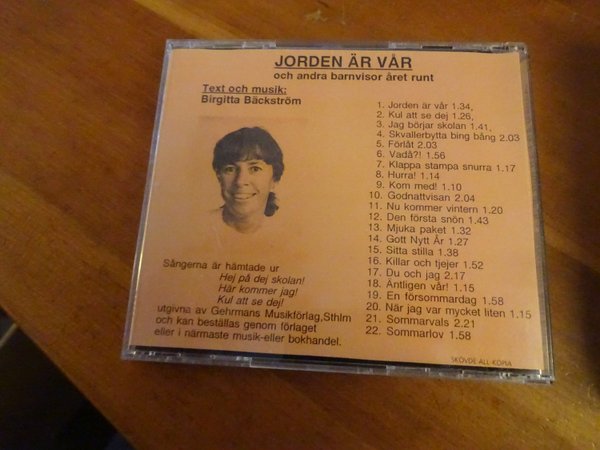 JORDEN ÄR VÅR
och andra barnvisor året runt
Text och musik:
Birgitta Bäckström
1. Jorden är vår 1.34,
2. Kul att se dej 1.26,
3. Jag börjar skolan 1.41,
4. Skvallerbytta bing bång 2.03
5. Förlåt 2.03
6. Vadå?! 1.56
7. Klappa stampa snurra 1.17
8. Hurra! 1.14
9. Kom med! 1.10
10. Godnattvisan 2.04
11. Nu kommer vintern 1.20
12. Den första snön 1.43
13. Mjuka paket 1.32
14. Gott Nytt År 1.27
15. Sitta stilla 1.38
16. Killar och tjejer 1.52
17. Du och jag 2.17
18. Äntligen vår! 1.15
19. En försommardag 1.58
20. När jag var mycket liten 1.15
21. Sommarvals 2.21
22. Sommarlov 1.58
Sångerna är hämtade ur
Hej på dej skolan!
Här kommer jag!
Kul att se dej!
utgivna av Gehrmans Musikförlag,Sthlm
och kan beställas genom förlaget
eller i närmaste musik-eller bokhandel.
SKÖVDE ALL-KOPIA